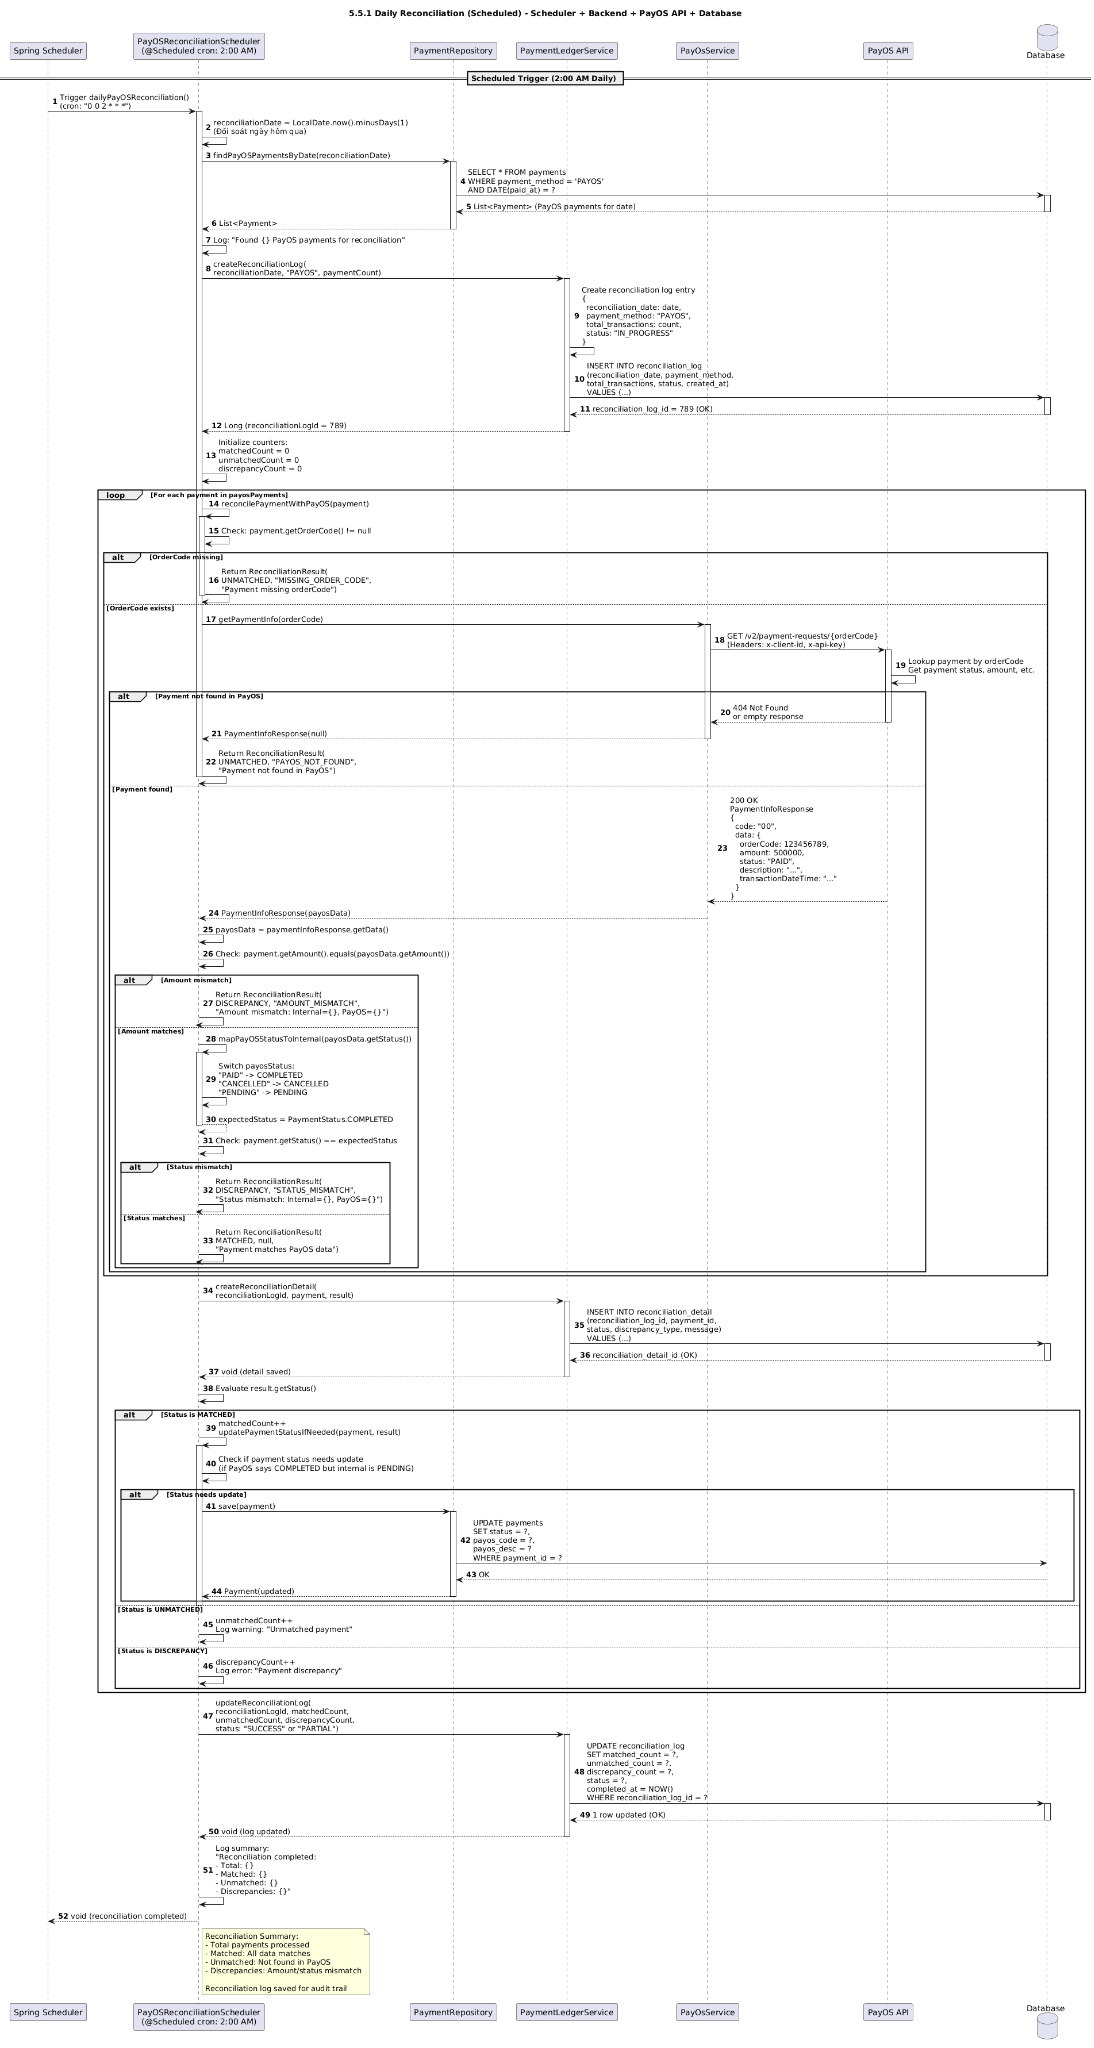 5.5.1 Daily Reconciliation (Scheduled) - Scheduler + Backend + PayOS API + Database
Spring Scheduler
PayOSReconciliationScheduler
(@Scheduled cron: 2:00 AM)
PaymentRepository
PaymentLedgerService
PayOsService
PayOS API
Database
Scheduled Trigger (2:00 AM Daily)
1 Trigger dailyPayOSReconciliation()
(cron: "0 0 2 * * *")
2 reconciliationDate = LocalDate.now().minusDays(1)
(Đối soát ngày hôm qua)
3 findPayOSPaymentsByDate(reconciliationDate)
SELECT * FROM payments
4 WHERE payment_method = 'PAYOS'
AND DATE(paid_at) = ?
5 List<Payment> (PayOS payments for date)
6 List<Payment>
7 Log: "Found {} PayOS payments for reconciliation"
8 createReconciliationLog(
reconciliationDate, "PAYOS", paymentCount)
Create reconciliation log entry
{
reconciliation_date: date,
9 payment_method: "PAYOS",
total_transactions: count,
status: "IN_PROGRESS"
}
INSERT INTO reconciliation_log
10 (reconciliation_date, payment_method,
total_transactions, status, created_at)
VALUES (...)
11 reconciliation_log_id = 789 (OK)
12 Long (reconciliationLogId = 789)
Initialize counters:
13 matchedCount = 0
unmatchedCount = 0
discrepancyCount = 0
loop [For each payment in payosPayments]
14 reconcilePaymentWithPayOS(payment)
15 Check: payment.getOrderCode() != null
alt [OrderCode missing]
Return ReconciliationResult(
16 UNMATCHED, "MISSING_ORDER_CODE",
"Payment missing orderCode")
[OrderCode exists]
17 getPaymentInfo(orderCode)
18 GET /v2/payment-requests/{orderCode}
(Headers: x-client-id, x-api-key)
19 Lookup payment by orderCode
Get payment status, amount, etc.
alt [Payment not found in PayOS]
20 404 Not Found
or empty response
21 PaymentInfoResponse(null)
Return ReconciliationResult(
22 UNMATCHED, "PAYOS_NOT_FOUND",
"Payment not found in PayOS")
[Payment found]
200 OK
PaymentInfoResponse
{
code: "00",
data: {
23 orderCode: 123456789,
amount: 500000,
status: "PAID",
description: "...",
transactionDateTime: "..."
}
}
24 PaymentInfoResponse(payosData)
25 payosData = paymentInfoResponse.getData()
26 Check: payment.getAmount().equals(payosData.getAmount())
alt [Amount mismatch]
Return ReconciliationResult(
27 DISCREPANCY, "AMOUNT_MISMATCH",
"Amount mismatch: Internal={}, PayOS={}")
[Amount matches]
28 mapPayOSStatusToInternal(payosData.getStatus())
Switch payosStatus:
29 "PAID" -> COMPLETED
"CANCELLED" -> CANCELLED
"PENDING" -> PENDING
30 expectedStatus = PaymentStatus.COMPLETED
31 Check: payment.getStatus() == expectedStatus
alt [Status mismatch]
Return ReconciliationResult(
32 DISCREPANCY, "STATUS_MISMATCH",
"Status mismatch: Internal={}, PayOS={}")
[Status matches]
Return ReconciliationResult(
33 MATCHED, null,
"Payment matches PayOS data")
34 createReconciliationDetail(
reconciliationLogId, payment, result)
INSERT INTO reconciliation_detail
35 (reconciliation_log_id, payment_id,
status, discrepancy_type, message)
VALUES (...)
36 reconciliation_detail_id (OK)
37 void (detail saved)
38 Evaluate result.getStatus()
alt [Status is MATCHED]
39 matchedCount++
updatePaymentStatusIfNeeded(payment, result)
40 Check if payment status needs update
(if PayOS says COMPLETED but internal is PENDING)
alt [Status needs update]
41 save(payment)
UPDATE payments
SET status = ?,
42 payos_code = ?,
payos_desc = ?
WHERE payment_id = ?
43 OK
44 Payment(updated)
[Status is UNMATCHED]
45 unmatchedCount++
Log warning: "Unmatched payment"
[Status is DISCREPANCY]
46 discrepancyCount++
Log error: "Payment discrepancy"
updateReconciliationLog(
47 reconciliationLogId, matchedCount,
unmatchedCount, discrepancyCount,
status: "SUCCESS" or "PARTIAL")
UPDATE reconciliation_log
SET matched_count = ?,
unmatched_count = ?,
48 discrepancy_count = ?,
status = ?,
completed_at = NOW()
WHERE reconciliation_log_id = ?
49 1 row updated (OK)
50 void (log updated)
Log summary:
"Reconciliation completed:
51 - Total: {}
- Matched: {}
- Unmatched: {}
- Discrepancies: {}"
52 void (reconciliation completed)
Reconciliation Summary:
- Total payments processed
- Matched: All data matches
- Unmatched: Not found in PayOS
- Discrepancies: Amount/status mismatch
Reconciliation log saved for audit trail
Spring Scheduler
PayOSReconciliationScheduler
(@Scheduled cron: 2:00 AM)
PaymentRepository
PaymentLedgerService
PayOsService
PayOS API
Database